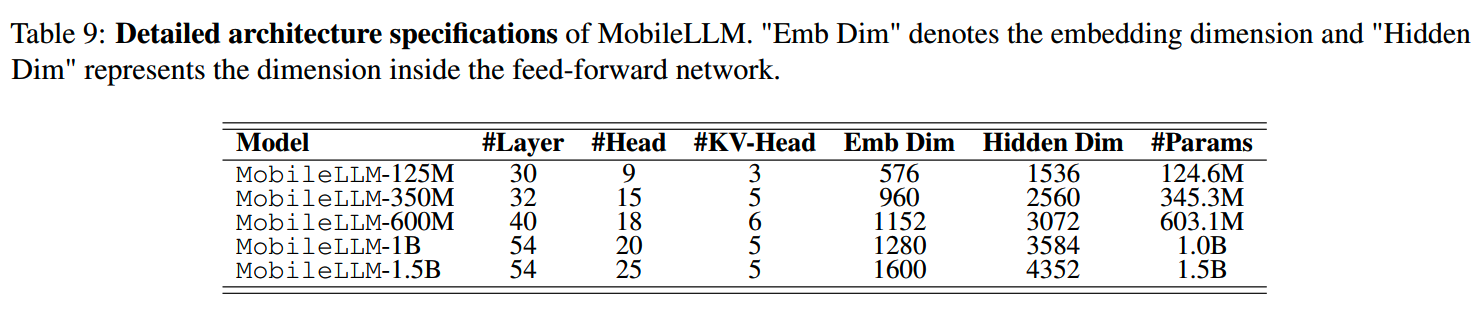 Table 9: Detailed architecture specifications of MobileLLM. "Emb Dim" denotes the embedding dimension and "Hidden
Dim" represents the dimension inside the feed-forward network.
Model #Layer #Head #KV-Head Emb Dim Hidden Dim #Params
MobileLLM-125M 30 9 3 576 1536 124.6M
MobileLLM-350M 32 15 5 960 2560 345.3M
MobileLLM-600M 40 18 6 1152 3072 603.1M
MobileLLM-1B 54 20 5 1280 3584 1.0B
MobileLLM-1.5B 54 25 5 1600 4352 1.5B